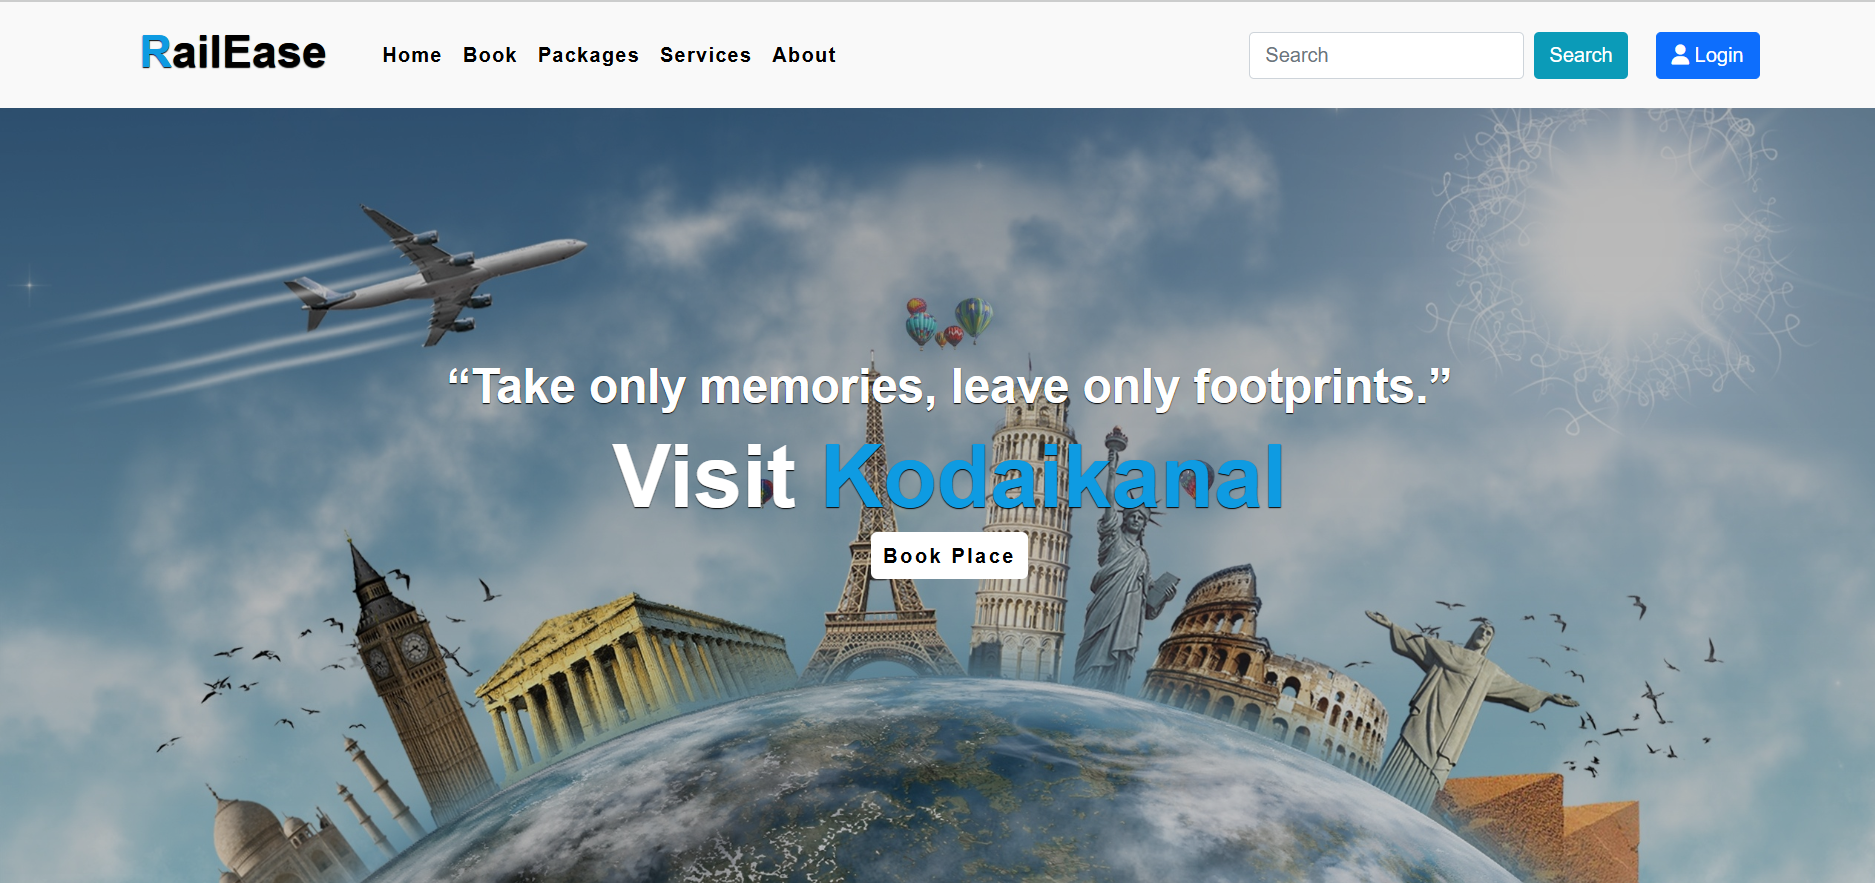 RailEase
Home Book Packages Services About
Search Search Login
“Take only memories, leave only footprints.”
Visit Kodaikanal
Book Place